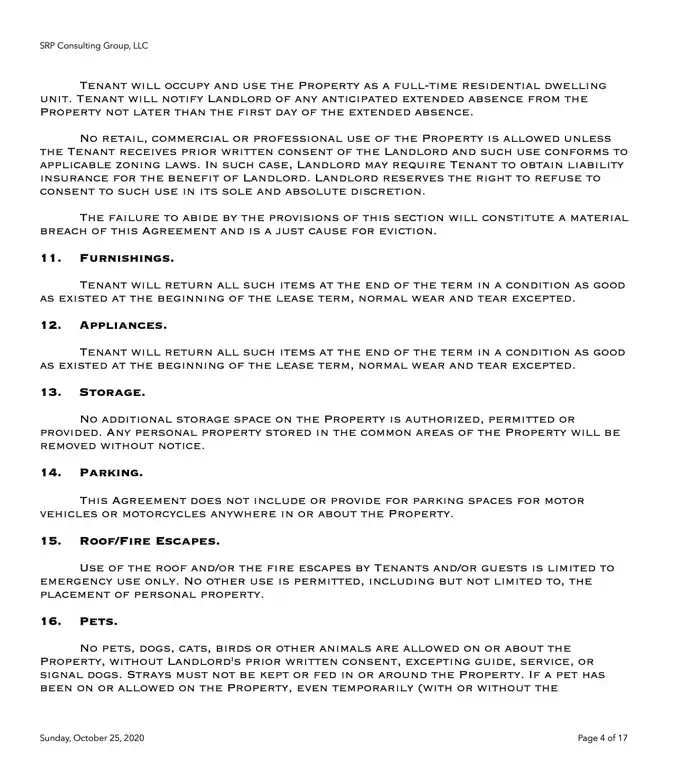 SRP Consulting Group, LLC
Tenant will occupy and use the Property as a full-time residential dwelling
unit. Tenant will notify Landlord of any anticipated extended absence from the
Property not later than the first day of the extended absence.
No retail, commercial or professional use of the Property is allowed unless
the Tenant receives prior written consent of the Landlord and such use conforms to
applicable zoning laws. In such case, Landlord may require Tenant to obtain liability
insurance for the benefit of Landlord. Landlord reserves the right to refuse to
consent to such use in its sole and absolute discretion.
The failure to abide by the provisions of this section will constitute a material
breach of this Agreement and is a just cause for eviction.
11. Furnishings.
Tenant will return all such items at the end of the term in a condition as good
as existed at the beginning of the lease term, normal wear and tear excepted.
12. Appliances.
Tenant will return all such items at the end of the term in a condition as good
as existed at the beginning of the lease term, normal wear and tear excepted.
13. Storage.
No additional storage space on the Property is authorized, permitted or
provided. Any personal property stored in the common areas of the Property will be
removed without notice.
14. Parking.
This Agreement does not include or provide for parking spaces for motor
vehicles or motorcycles anywhere in or about the Property.
15. Roof/Fire Escapes.
Use of the roof and/or the fire escapes by Tenants and/or guests is limited to
emergency use only. No other use is permitted, including but not limited to, the
placement of personal property.
16. Pets.
No pets, dogs, cats, birds or other animals are allowed on or about the
Property, without Landlord's prior written consent, excepting guide, service, or
signal dogs. Strays must not be kept or fed in or around the Property. If a pet has
been on or allowed on the Property, even temporarily (with or without the
Sunday, October 25, 2020 Page 4 of 17